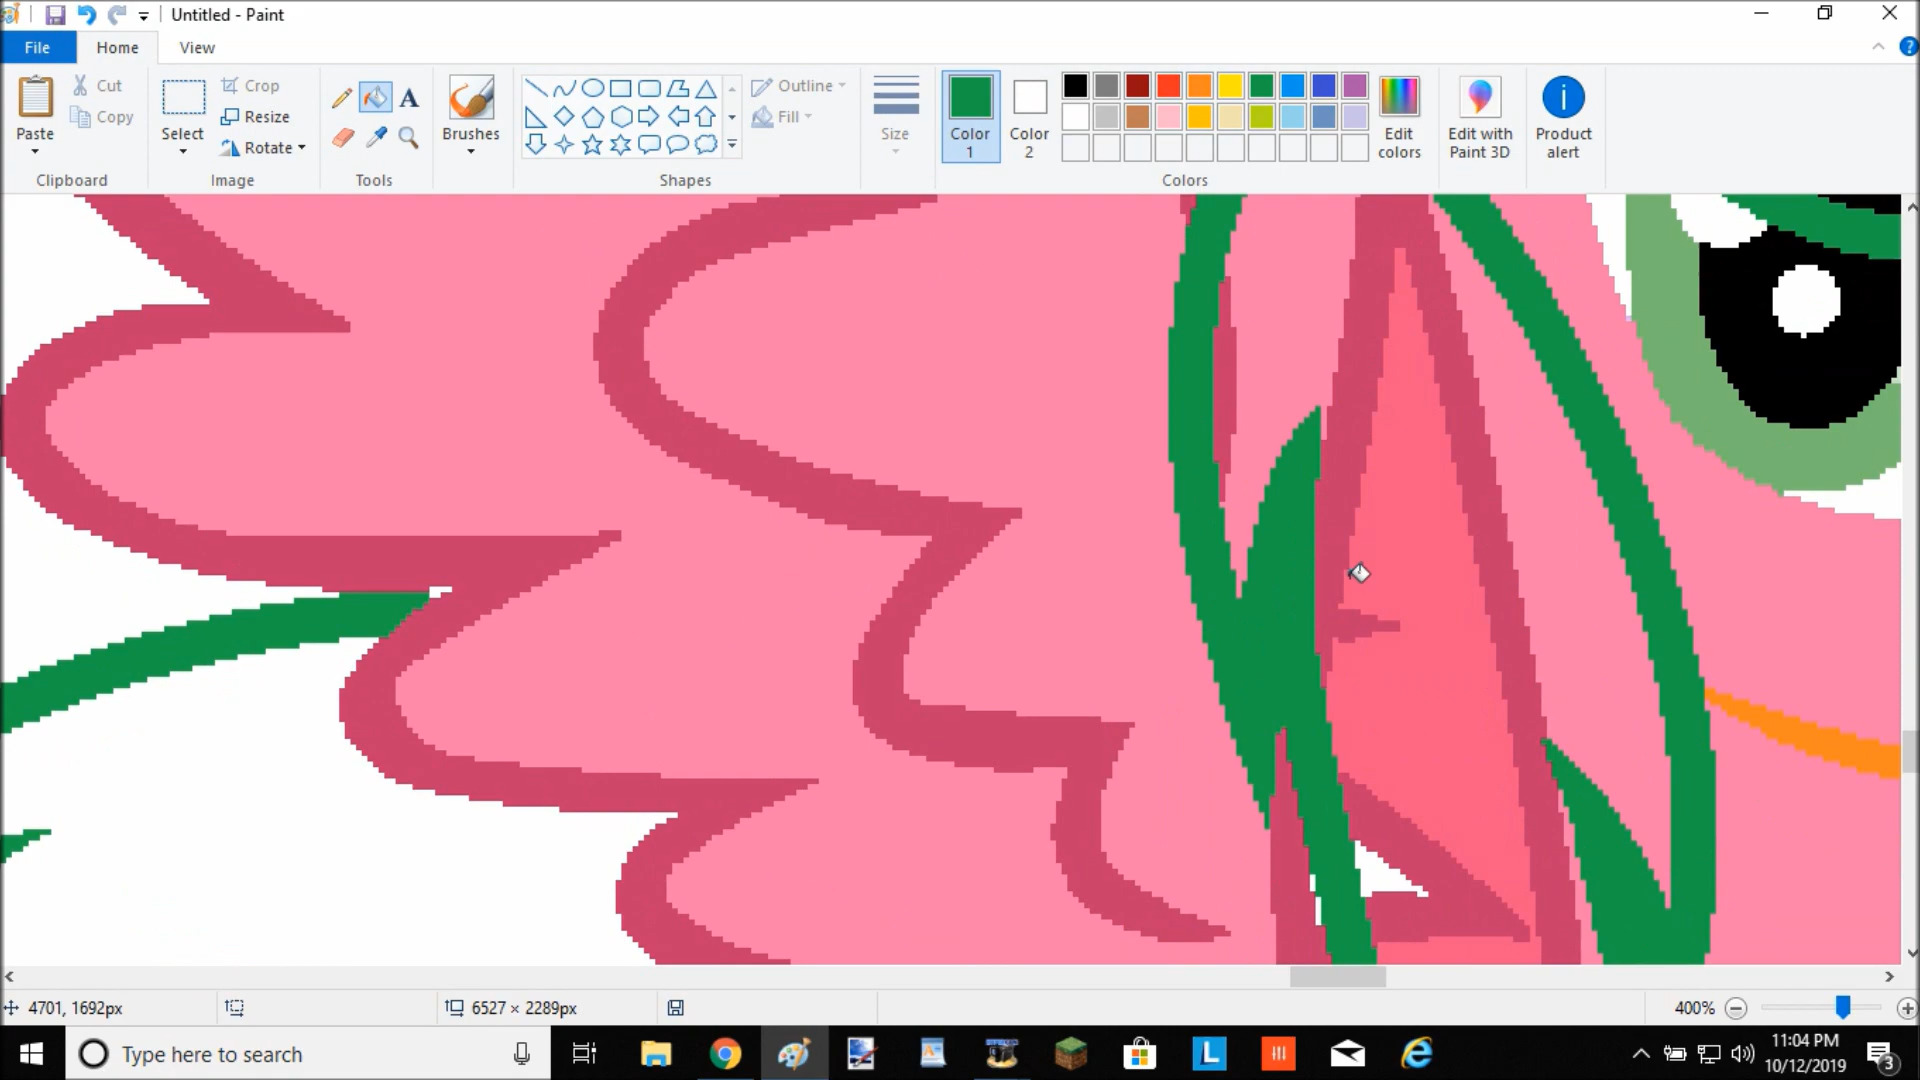 Untitled - Paint
File Home View
Paste
Cut
Copy
Clipboard
Select
Crop
Resize
Rotate
Image
A
Tools
Brushes
Outline
Fill
Shapes
Size
Color 1
Color 2
Edit colors
Colors
Edit with Paint 3D
Product alert
4701, 1692px
6527 × 2289px
400%
Type here to search
L
11:04 PM
10/12/2019
3